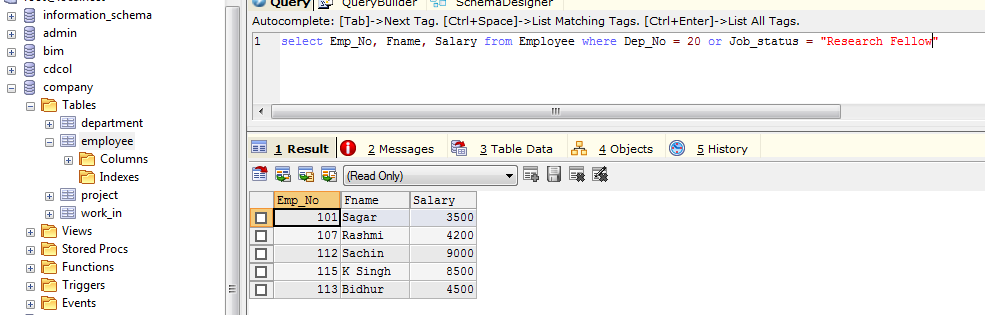 information_schema
admin
bim
cdcol
company
Tables
department
employee
Columns
Indexes
project
work_in
Views
Stored Procs
Functions
Triggers
Events
Query QueryBuilder SchemaDesigner
Autocomplete: [Tab]->Next Tag. [Ctrl+Space]->List Matching Tags. [Ctrl+Enter]->List All Tags.
1 select Emp_No, Fname, Salary from Employee where Dep_No = 20 or Job_status = "Research Fellow"
1 Result 2 Messages 3 Table Data 4 Objects 5 History
(Read Only)
Emp_No Fname Salary
101 Sagar 3500
107 Rashmi 4200
112 Sachin 9000
115 K Singh 8500
113 Bidhur 4500